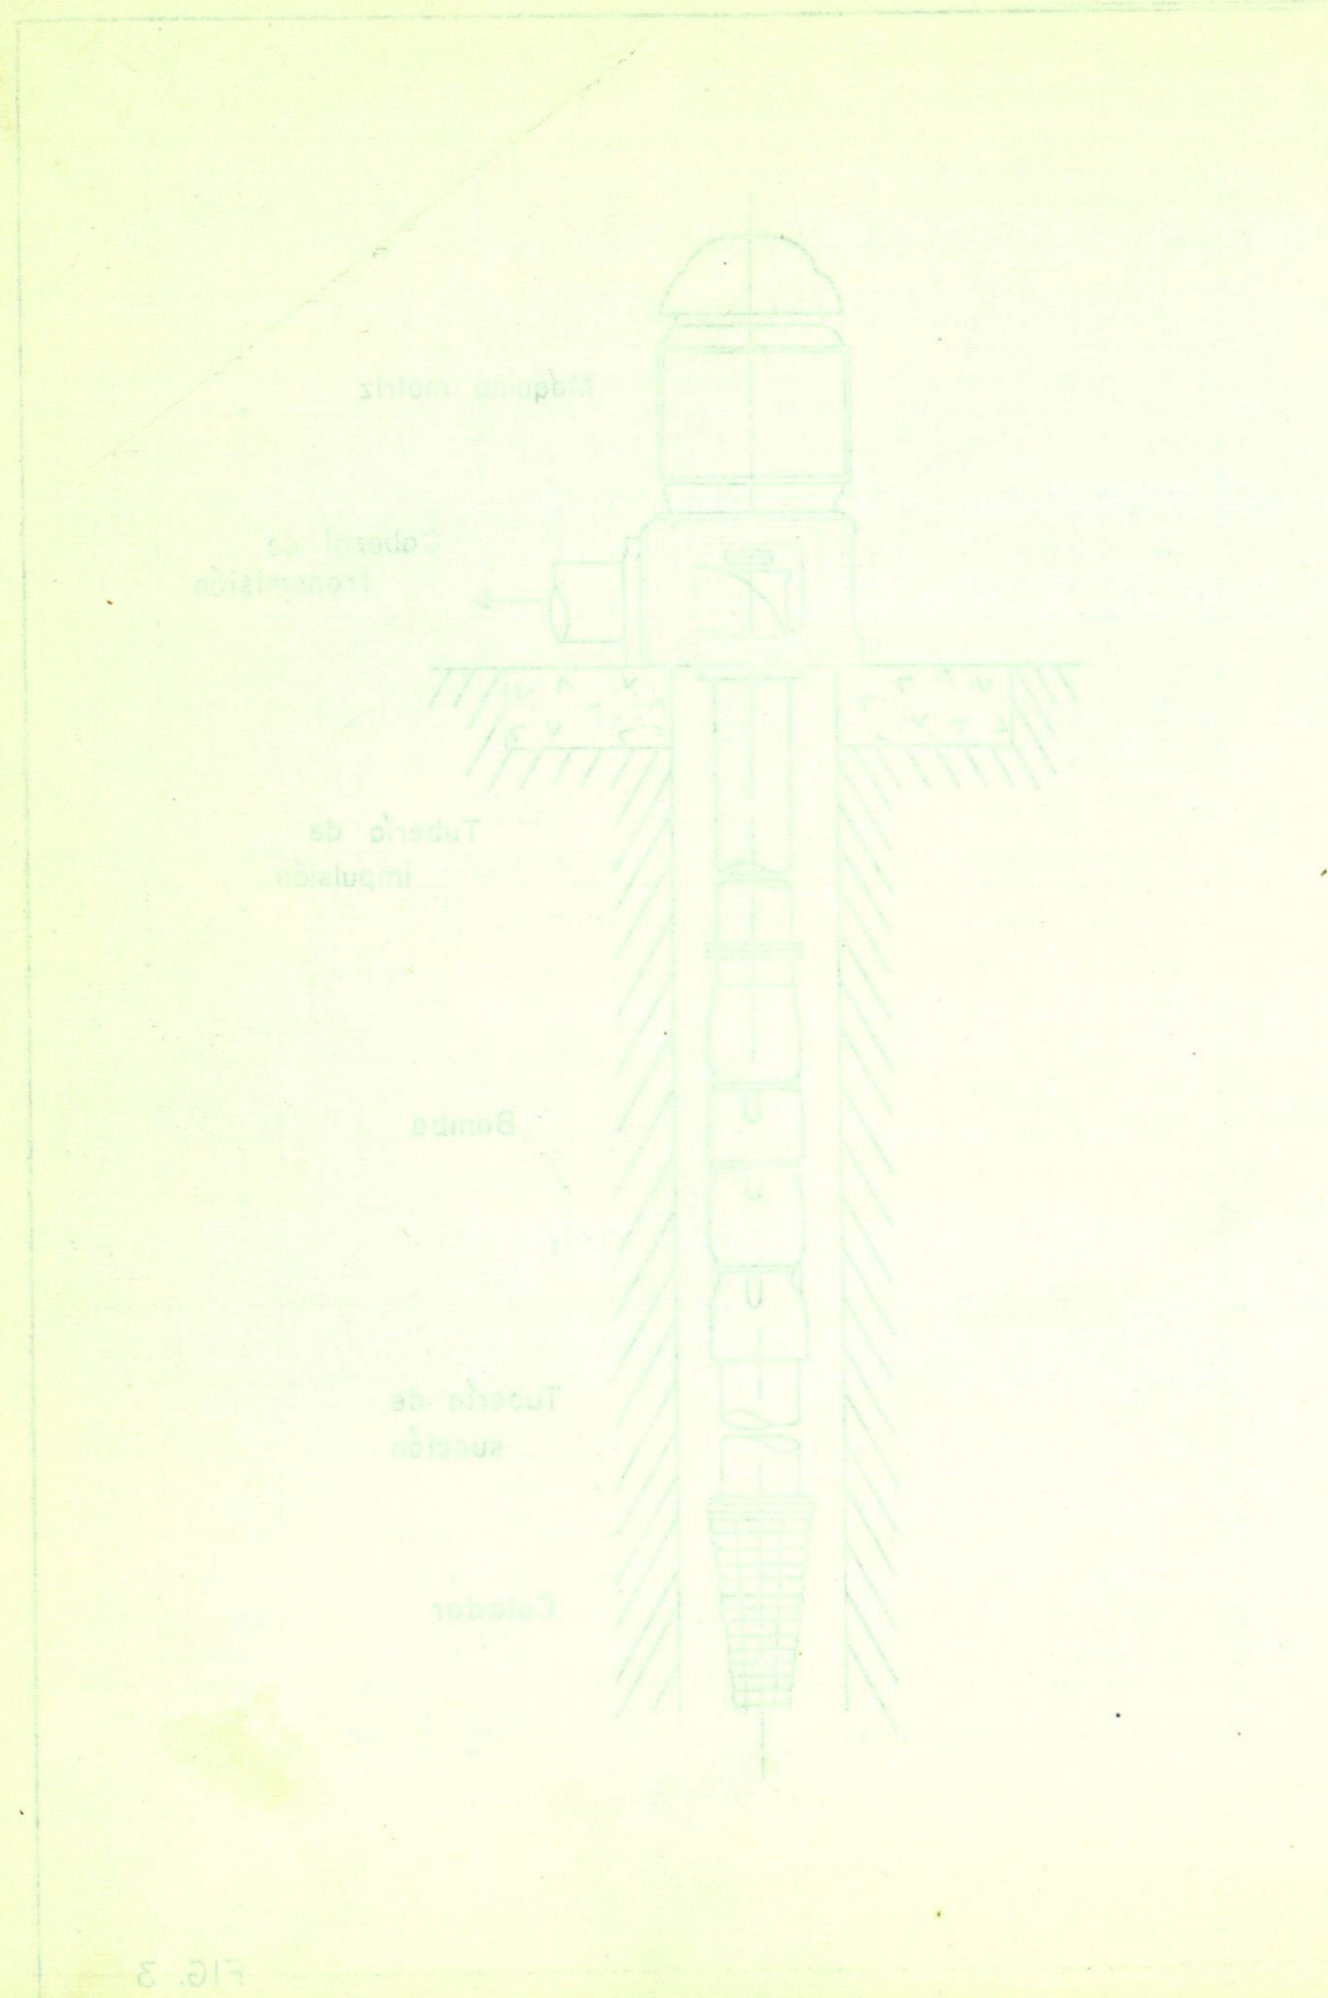 Máquina motriz
Cabezal de
transmisión
Tubería de
impulsión
Bomba
Tubería de
succión
Colador
FIG. 3